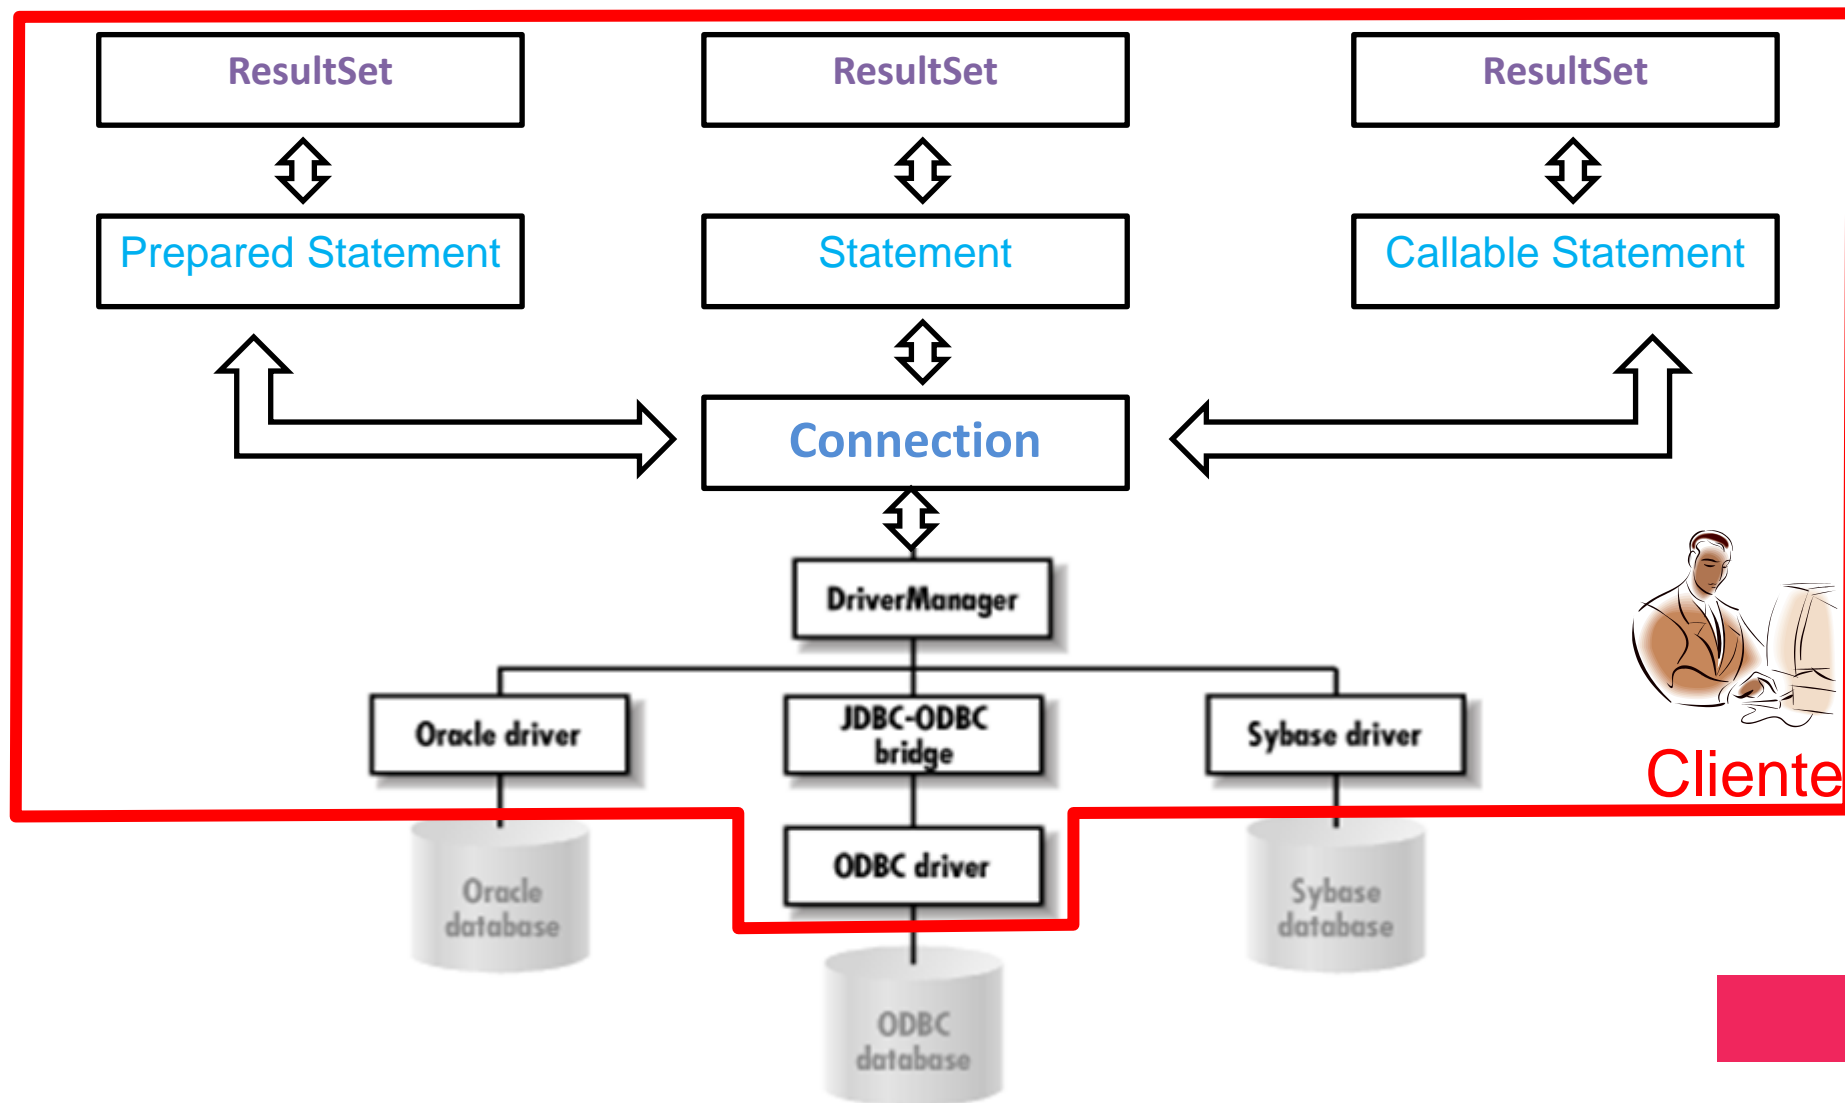 ResultSet
ResultSet
ResultSet
Prepared Statement
Statement
Callable Statement
Connection
DriverManager
Oracle driver
JDBC-ODBC
bridge
Sybase driver
Cliente
ODBC driver
Oracle
database
Sybase
database
ODBC
database